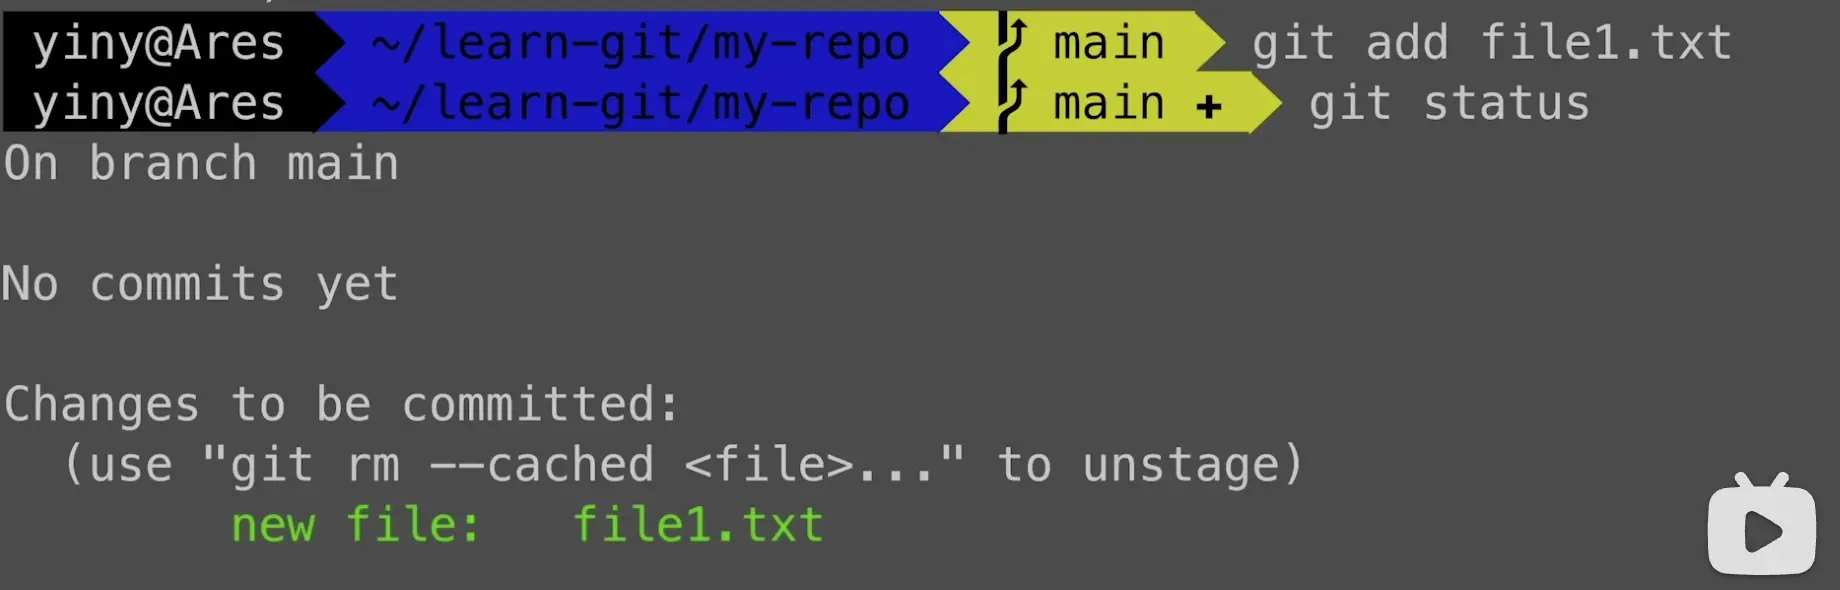 yiny@Ares ~/learn-git/my-repo main git add file1.txt
yiny@Ares ~/learn-git/my-repo main + git status
On branch main
No commits yet
Changes to be committed:
(use "git rm --cached <file>..." to unstage)
new file: file1.txt